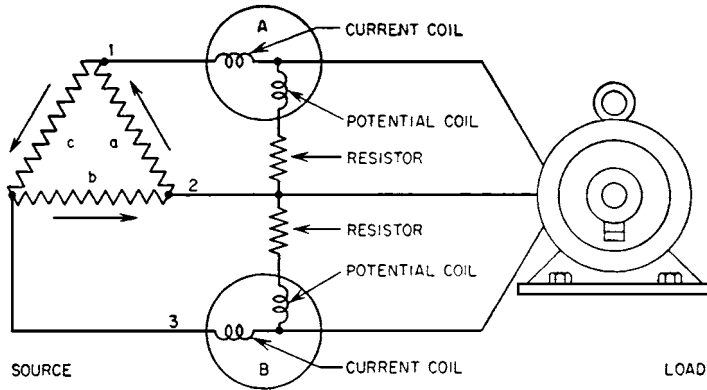 A
CURRENT COIL
1
POTENTIAL COIL
c
a
RESISTOR
b
2
RESISTOR
POTENTIAL COIL
3
SOURCE
B
CURRENT COIL
LOAD